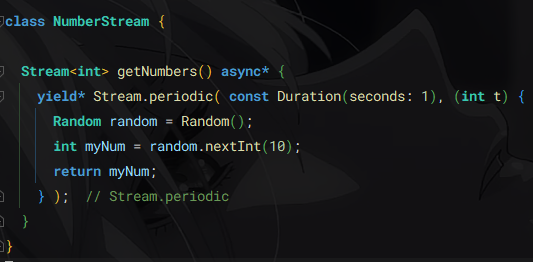 class NumberStream {
Stream<int> getNumbers() async* {
yield* Stream.periodic( const Duration(seconds: 1), (int t) {
Random random = Random();
int myNum = random.nextInt(10);
return myNum;
} );  // Stream.periodic
}
}